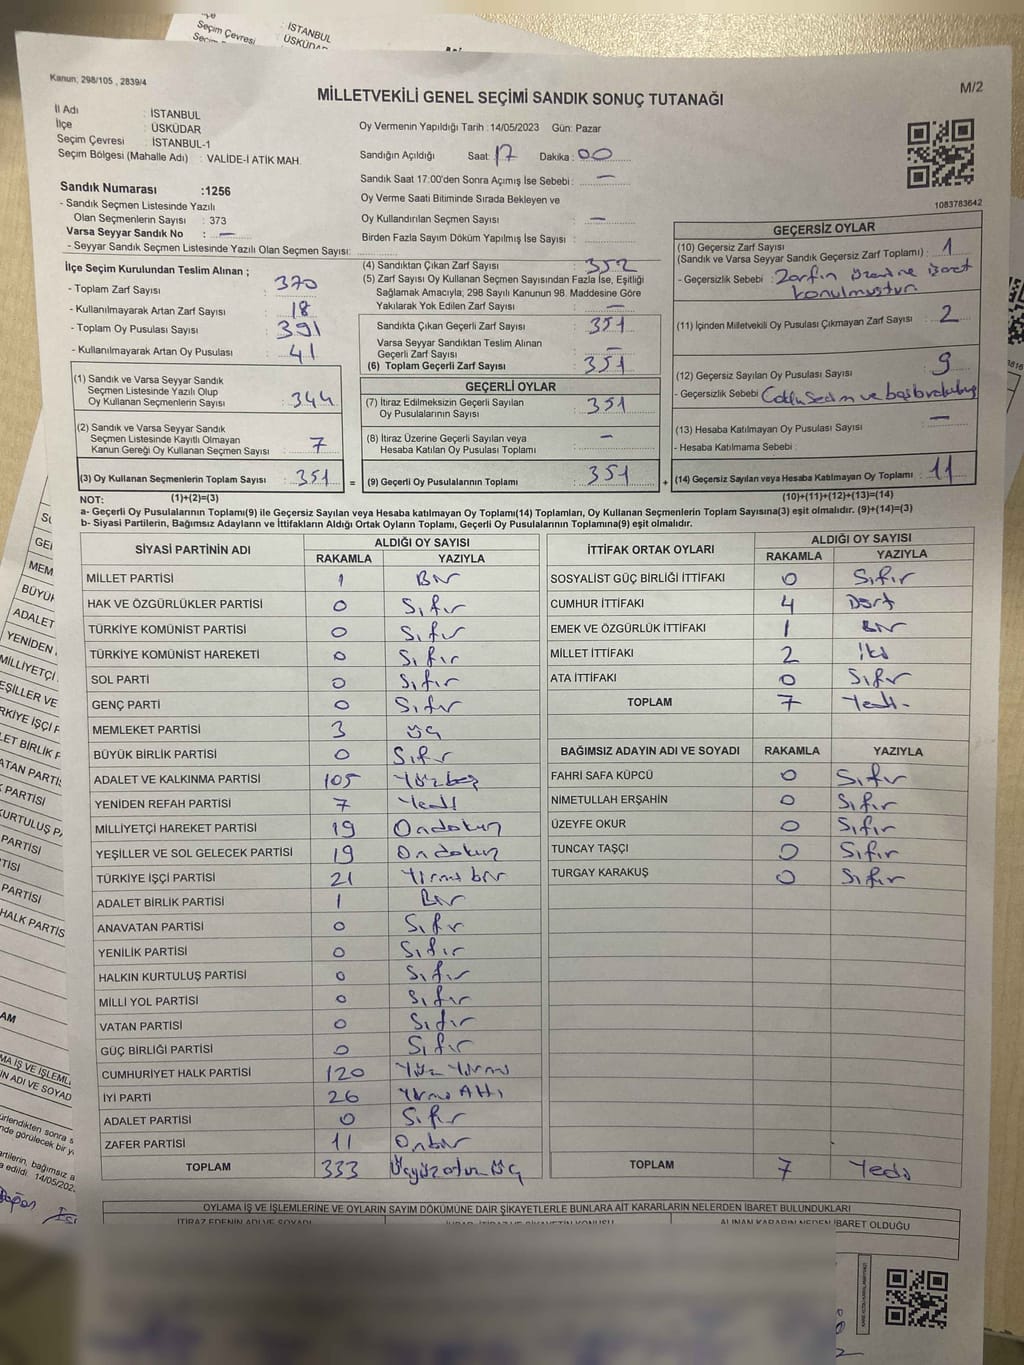 Seçim Çevresi
İSTANBUL
ÜSKÜDAR
Kanun; 298/105 , 2839/4
M/2
MİLLETVEKİLİ GENEL SEÇİMİ SANDIK SONUÇ TUTANAĞI
İl Adı : İSTANBUL
İlçe : ÜSKÜDAR
Seçim Çevresi : İSTANBUL-1
Seçim Bölgesi (Mahalle Adı) : VALİDE-İ ATİK MAH.
Sandık Numarası :1256
- Sandık Seçmen Listesinde Yazılı
Olan Seçmenlerin Sayısı : 373
Varsa Seyyar Sandık No : —
- Seyyar Sandık Seçmen Listesinde Yazılı Olan Seçmen Sayısı:
Oy Vermenin Yapıldığı Tarih : 14/05/2023 Gün: Pazar
Sandığın Açıldığı Saat: 17 Dakika : 00
Sandık Saat 17:00'den Sonra Açımış İse Sebebi : —
Oy Verme Saati Bitiminde Sırada Bekleyen ve
Oy Kullandırılan Seçmen Sayısı : —
Birden Fazla Sayım Döküm Yapılmış İse Sayısı :
1083783642
İlçe Seçim Kurulundan Teslim Alınan ;
- Toplam Zarf Sayısı : 370
- Kullanılmayarak Artan Zarf Sayısı : 18
- Toplam Oy Pusulası Sayısı : 391
- Kullanılmayarak Artan Oy Pusulası : 41
(1) Sandık ve Varsa Seyyar Sandık
Seçmen Listesinde Yazılı Olup
Oy Kullanan Seçmenlerin Sayısı : 344
(2) Sandık ve Varsa Seyyar Sandık
Seçmen Listesinde Kayıtlı Olmayan
Kanun Gereği Oy Kullanan Seçmen Sayısı : 7
(3) Oy Kullanan Seçmenlerin Toplam Sayısı : 351
(4) Sandıktan Çıkan Zarf Sayısı : 352
(5) Zarf Sayısı Oy Kullanan Seçmen Sayısından Fazla İse, Eşitliği
Sağlamak Amacıyla, 298 Sayılı Kanunun 98. Maddesine Göre
Yakılarak Yok Edilen Zarf Sayısı : —
Sandıkta Çıkan Geçerli Zarf Sayısı : 351
Varsa Seyyar Sandıktan Teslim Alınan
Geçerli Zarf Sayısı : —
(6) Toplam Geçerli Zarf Sayısı : 351
GEÇERLİ OYLAR
(7) İtiraz Edilmeksizin Geçerli Sayılan
Oy Pusulalarının Sayısı : 351
(8) İtiraz Üzerine Geçerli Sayılan veya
Hesaba Katılan Oy Pusulası Toplamı : —
= (9) Geçerli Oy Pusulalarının Toplamı : 351
GEÇERSİZ OYLAR
(10) Geçersiz Zarf Sayısı
(Sandık ve Varsa Seyyar Sandık Geçersiz Zarf Toplamı) : 1
- Geçersizlik Sebebi : Zarfın üzerine işaret
konulmuştur
(11) İçinden Milletvekili Oy Pusulası Çıkmayan Zarf Sayısı : 2
(12) Geçersiz Sayılan Oy Pusulası Sayısı : 9
- Geçersizlik Sebebi :
(13) Hesaba Katılmayan Oy Pusulası Sayısı : —
- Hesaba Katılmama Sebebi :
+ (14) Geçersiz Sayılan veya Hesaba Katılmayan Oy Toplamı : 11
NOT: (1)+(2)=(3) (10)+(11)+(12)+(13)=(14)
a- Geçerli Oy Pusulalarının Toplamı(9) ile Geçersiz Sayılan veya Hesaba katılmayan Oy Toplamı(14) Toplamları, Oy Kullanan Seçmenlerin Toplam Sayısına(3) eşit olmalıdır. (9)+(14)=(3)
b- Siyasi Partilerin, Bağımsız Adayların ve İttifakların Aldığı Ortak Oyların Toplamı, Geçerli Oy Pusulalarının Toplamına(9) eşit olmalıdır.
SİYASİ PARTİNİN ADI ALDIĞI OY SAYISI
RAKAMLA YAZIYLA
MİLLET PARTİSİ 1 Bir
HAK VE ÖZGÜRLÜKLER PARTİSİ 0 Sıfır
TÜRKİYE KOMÜNİST PARTİSİ 0 Sıfır
TÜRKİYE KOMÜNİST HAREKETİ 0 Sıfır
SOL PARTİ 0 Sıfır
GENÇ PARTİ 0 Sıfır
MEMLEKET PARTİSİ 3 üç
BÜYÜK BİRLİK PARTİSİ 0 Sıfır
ADALET VE KALKINMA PARTİSİ 105 Yüzbeş
YENİDEN REFAH PARTİSİ 7 Yedi
MİLLİYETÇİ HAREKET PARTİSİ 19 Ondokuz
YEŞİLLER VE SOL GELECEK PARTİSİ 19 Ondokuz
TÜRKİYE İŞÇİ PARTİSİ 21 Yirmi bir
ADALET BİRLİK PARTİSİ 1 Bir
ANAVATAN PARTİSİ 0 Sıfır
YENİLİK PARTİSİ 0 Sıfır
HALKIN KURTULUŞ PARTİSİ 0 Sıfır
MİLLİ YOL PARTİSİ 0 Sıfır
VATAN PARTİSİ 0 Sıfır
GÜÇ BİRLİĞİ PARTİSİ 0 Sıfır
CUMHURİYET HALK PARTİSİ 120 Yüz Yirmi
İYİ PARTİ 26 Yirmi Altı
ADALET PARTİSİ 0 Sıfır
ZAFER PARTİSİ 11 Onbir
TOPLAM 333 Üçyüz otuz üç
İTTİFAK ORTAK OYLARI ALDIĞI OY SAYISI
RAKAMLA YAZIYLA
SOSYALİST GÜÇ BİRLİĞİ İTTİFAKI 0 Sıfır
CUMHUR İTTİFAKI 4 Dört
EMEK VE ÖZGÜRLÜK İTTİFAKI 1 Bir
MİLLET İTTİFAKI 2 İki
ATA İTTİFAKI 0 Sıfır
TOPLAM 7 Yedi
BAĞIMSIZ ADAYIN ADI VE SOYADI RAKAMLA YAZIYLA
FAHRİ SAFA KÜPCÜ 0 Sıfır
NİMETULLAH ERŞAHİN 0 Sıfır
ÜZEYFE OKUR 0 Sıfır
TUNCAY TAŞÇI 0 Sıfır
TURGAY KARAKUŞ 0 Sıfır
TOPLAM 7 Yedi
OYLAMA İŞ VE İŞLEMLERİNE VE OYLARIN SAYIM DÖKÜMÜNE DAİR ŞİKAYETLERLE BUNLARA AİT KARARLARIN NELERDEN İBARET BULUNDUKLARI
İTİRAZ EDENİN ADI VE SOYADI
ALINAN KARARIN NEDEN İBARET OLDUĞU